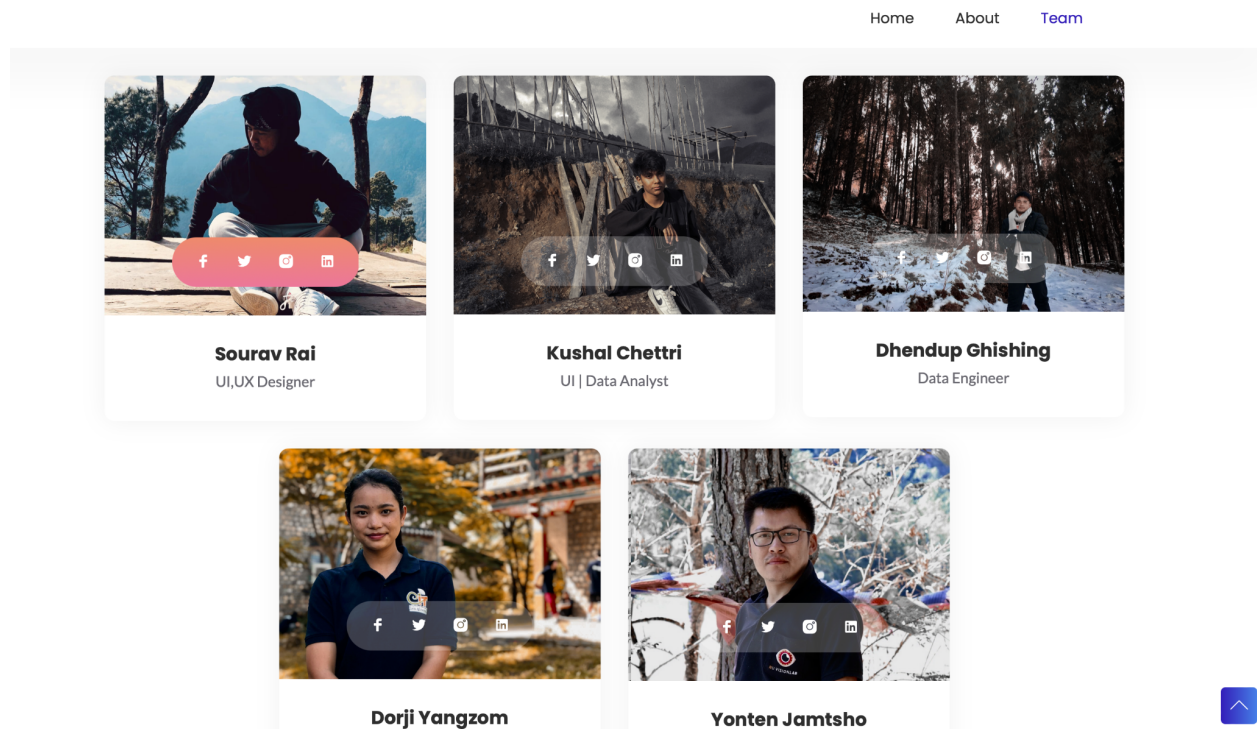 Home About Team
Sourav Rai
UI,UX Designer
Kushal Chettri
UI | Data Analyst
Dhendup Ghishing
Data Engineer
Dorji Yangzom
Yonten Jamtsho